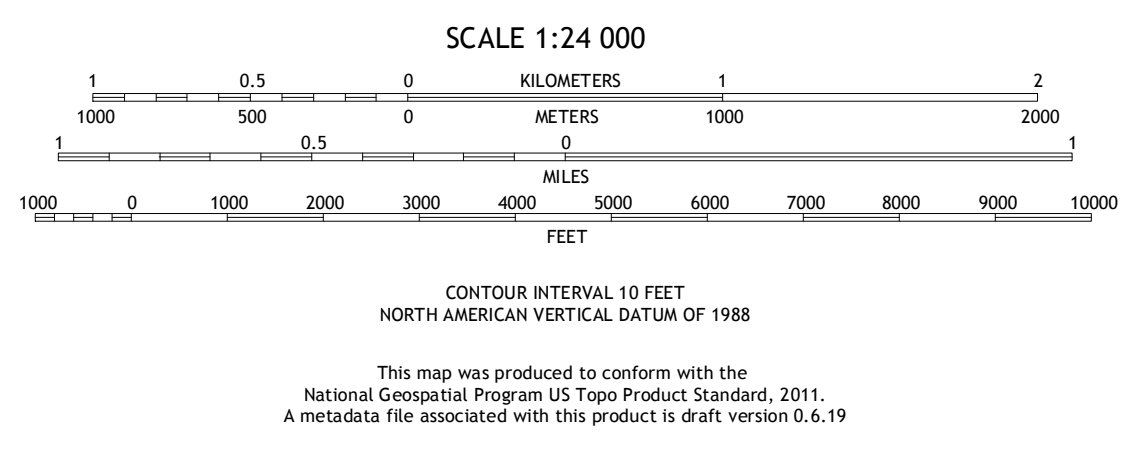 SCALE 1:24 000
1 0.5 0 KILOMETERS 1 2
1000 500 0 METERS 1000 2000
1 0.5 0 1
MILES
1000 0 1000 2000 3000 4000 5000 6000 7000 8000 9000 10000
FEET
CONTOUR INTERVAL 10 FEET
NORTH AMERICAN VERTICAL DATUM OF 1988
This map was produced to conform with the
National Geospatial Program US Topo Product Standard, 2011.
A metadata file associated with this product is draft version 0.6.19